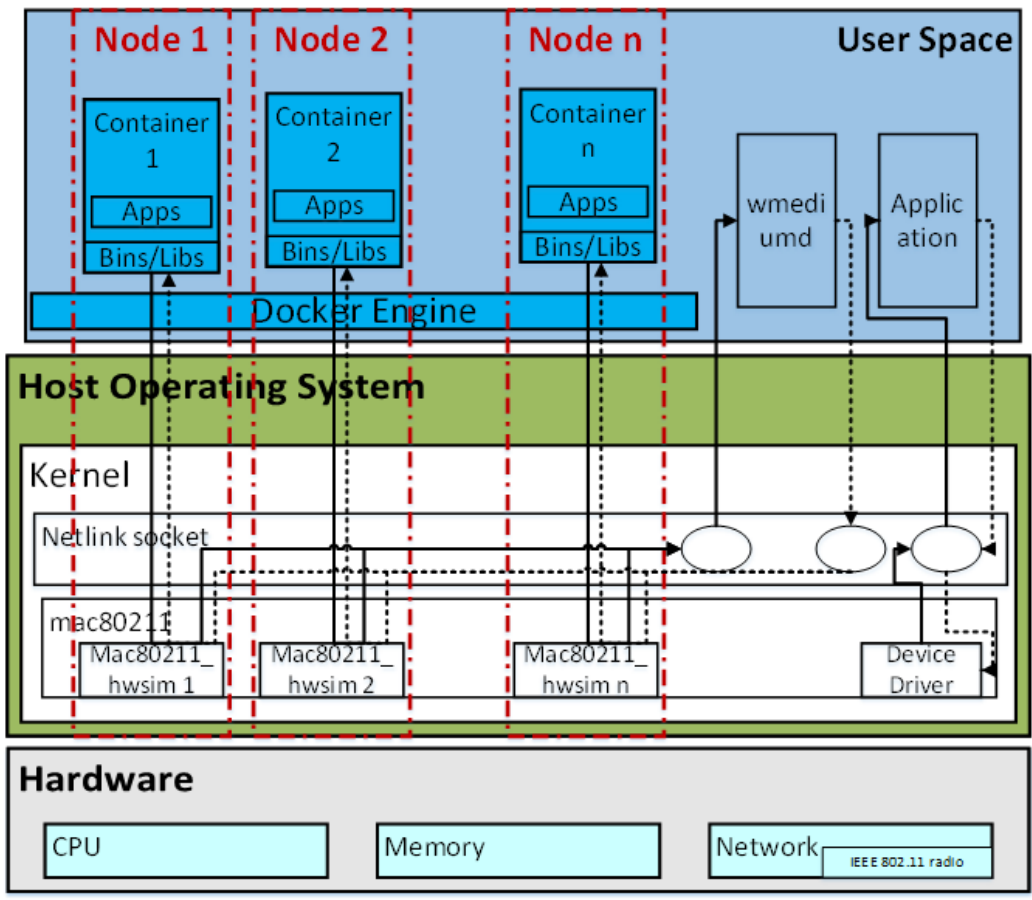 Node 1
Node 2
Node n
User Space
Container
1
Apps
Bins/Libs
Container
2
Apps
Bins/Libs
Container
n
Apps
Bins/Libs
wmedi
umd
Applic
ation
Docker Engine
Host Operating System
Kernel
Netlink socket
mac80211
Mac80211_
hwsim 1
Mac80211_
hwsim 2
Mac80211_
hwsim n
Device
Driver
Hardware
CPU
Memory
Network
IEEE 802.11 radio